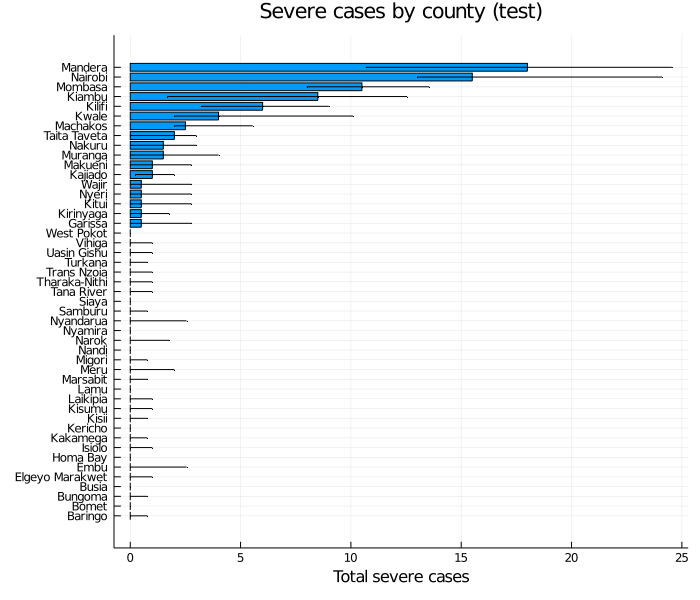 Severe cases by county (test)
Mandera
Nairobi
Mombasa
Kiambu
Kilifi
Kwale
Machakos
Taita Taveta
Nakuru
Muranga
Makueni
Kajiado
Wajir
Nyeri
Kitui
Kirinyaga
Garissa
West Pokot
Vihiga
Uasin Gishu
Turkana
Trans Nzoia
Tharaka-Nithi
Tana River
Siaya
Samburu
Nyandarua
Nyamira
Narok
Nandi
Migori
Meru
Marsabit
Lamu
Laikipia
Kisumu
Kisii
Kericho
Kakamega
Isiolo
Homa Bay
Embu
Elgeyo Marakwet
Busia
Bungoma
Bomet
Baringo
0 5 10 15 20 25
Total severe cases